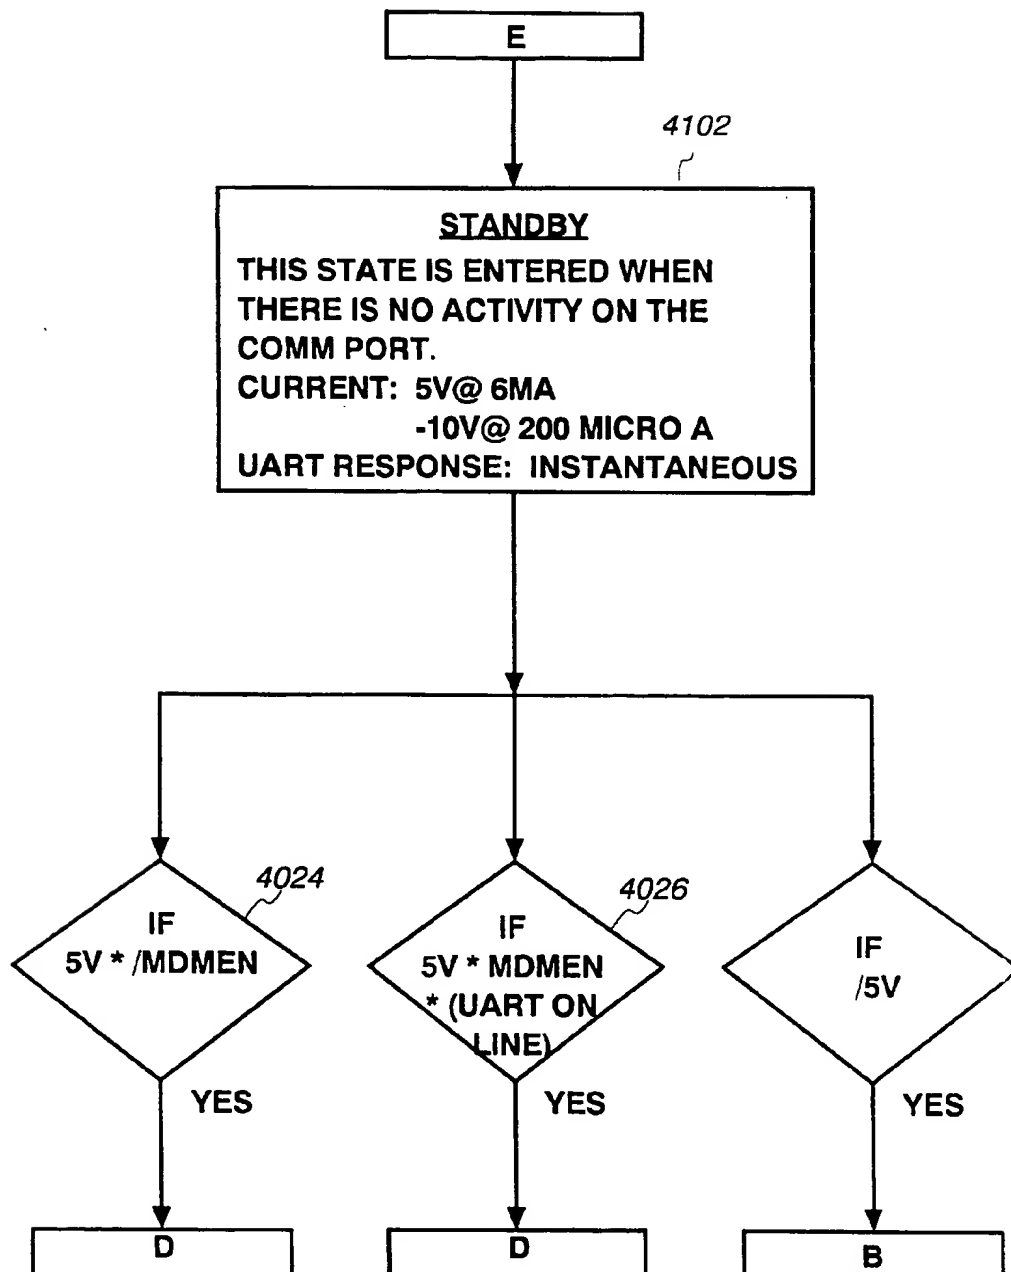 E
4102
STANDBY
THIS STATE IS ENTERED WHEN
THERE IS NO ACTIVITY ON THE
COMM PORT.
CURRENT: 5V@ 6MA
-10V@ 200 MICRO A
UART RESPONSE: INSTANTANEOUS
4024
IF
5V * /MDMEN
YES
D
4026
IF
5V * MDMEN
* (UART ON
LINE)
YES
D
IF
/5V
YES
B